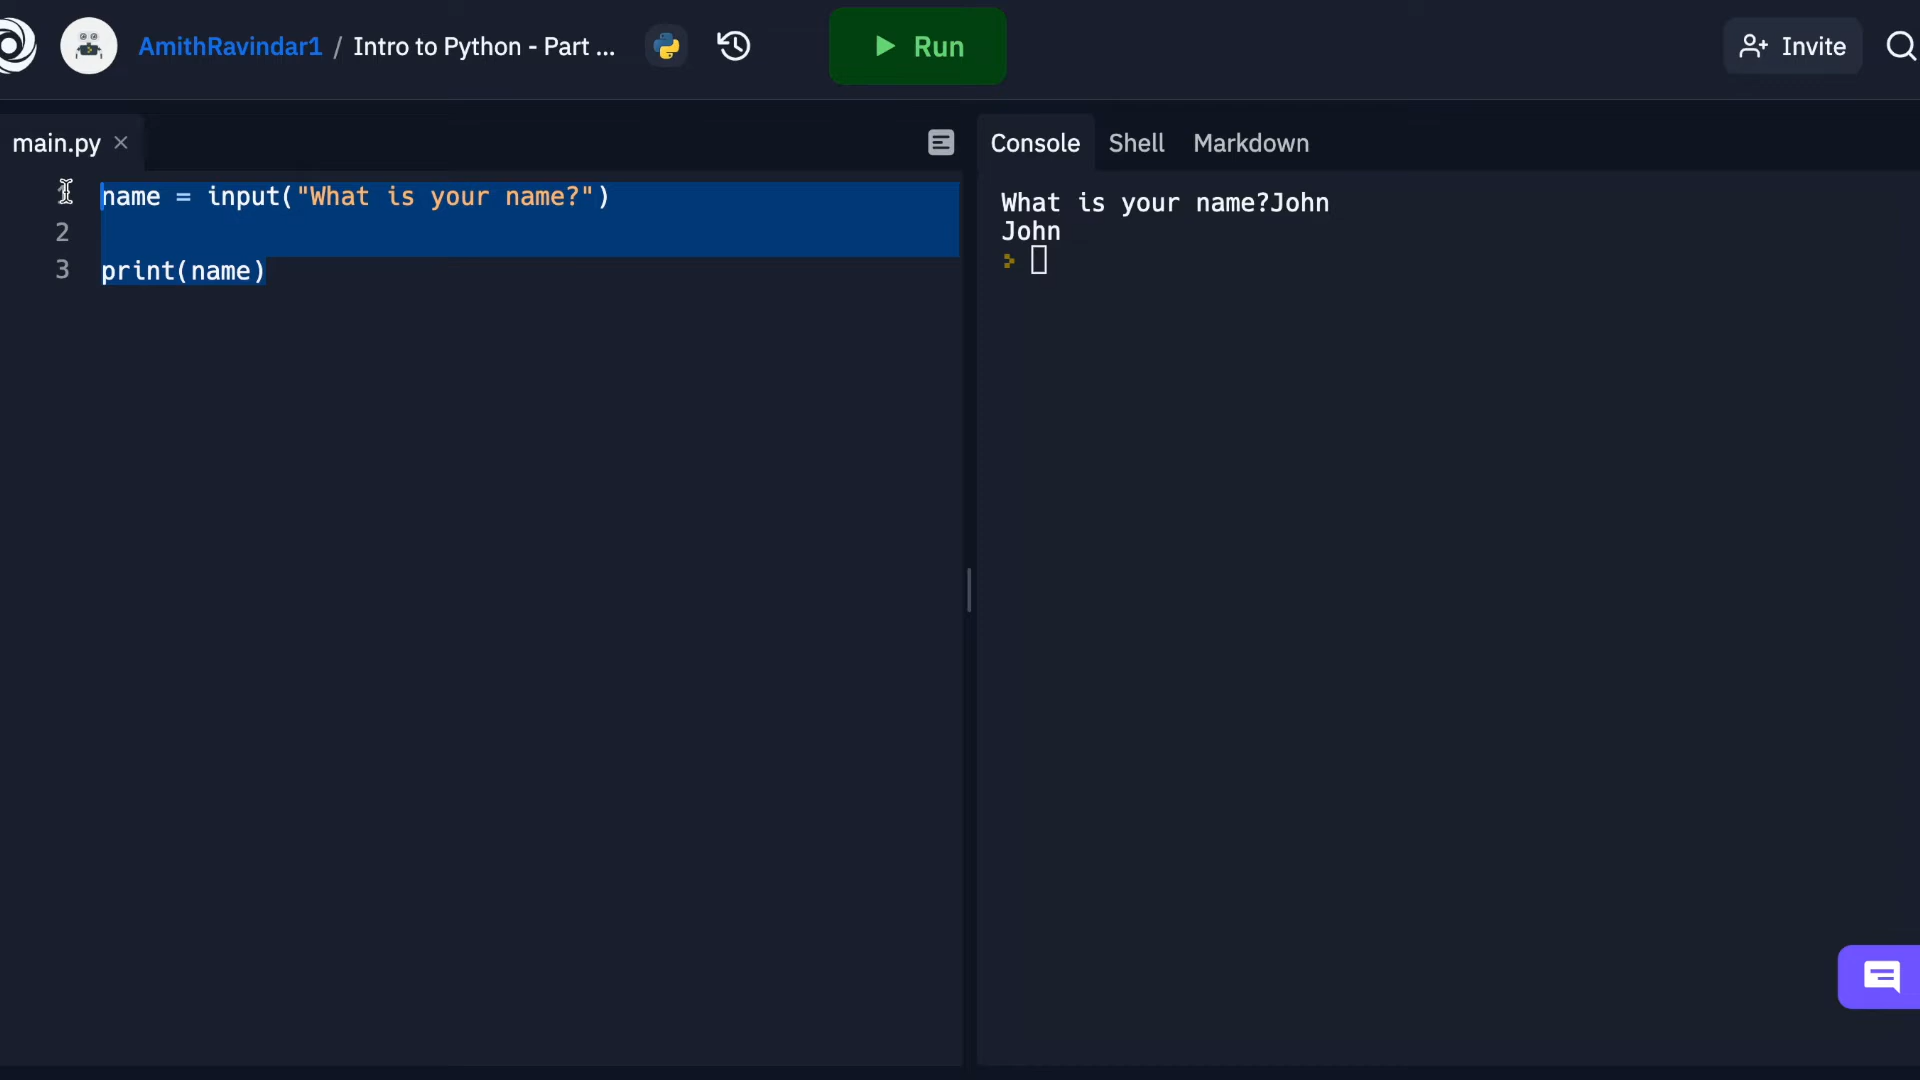 AmithRavindar1 / Intro to Python - Part ...
Run
Invite
main.py
Console Shell Markdown
name = input("What is your name?")
2
3 print(name)
What is your name?John
John